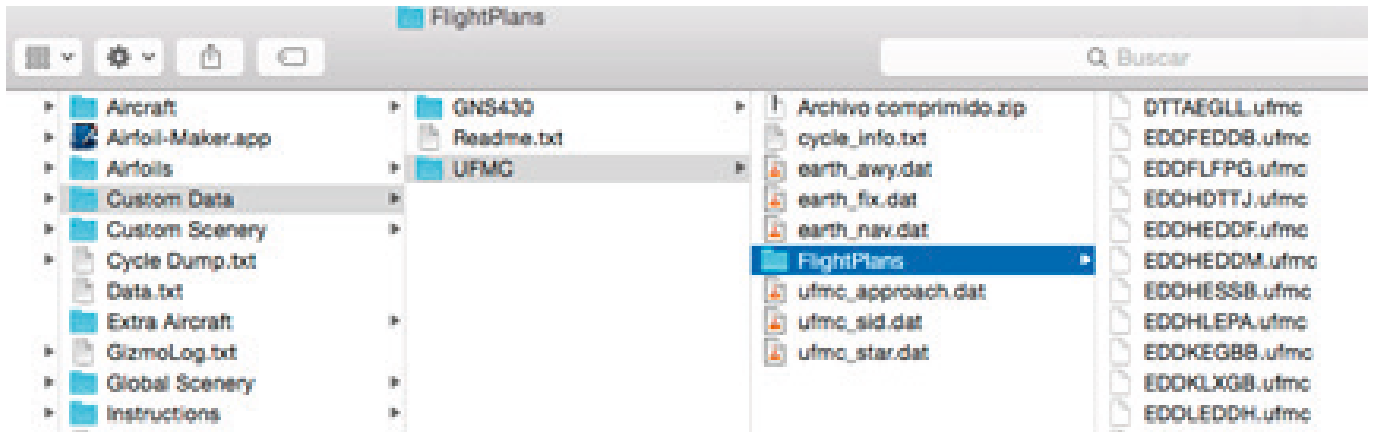 FlightPlans
Buscar
Aircraft
Airfoil-Maker.app
Airfoils
Custom Data
Custom Scenery
Cycle Dump.txt
Data.txt
Extra Aircraft
GizmoLog.txt
Global Scenery
Instructions
GNS430
Readme.txt
UFMC
Archivo comprimido.zip
cycle_info.txt
earth_awy.dat
earth_fix.dat
earth_nav.dat
FlightPlans
ufmc_approach.dat
ufmc_sid.dat
ufmc_star.dat
DTTAEGLL.ufmc
EDDFEDDB.ufmc
EDDFLFPG.ufmc
EDDHDTTJ.ufmc
EDDHEDDF.ufmc
EDDHEDDM.ufmc
EDDHESSB.ufmc
EDDHLEPA.ufmc
EDDKEGBB.ufmc
EDDKLXGB.ufmc
EDDLEDDH.ufmc